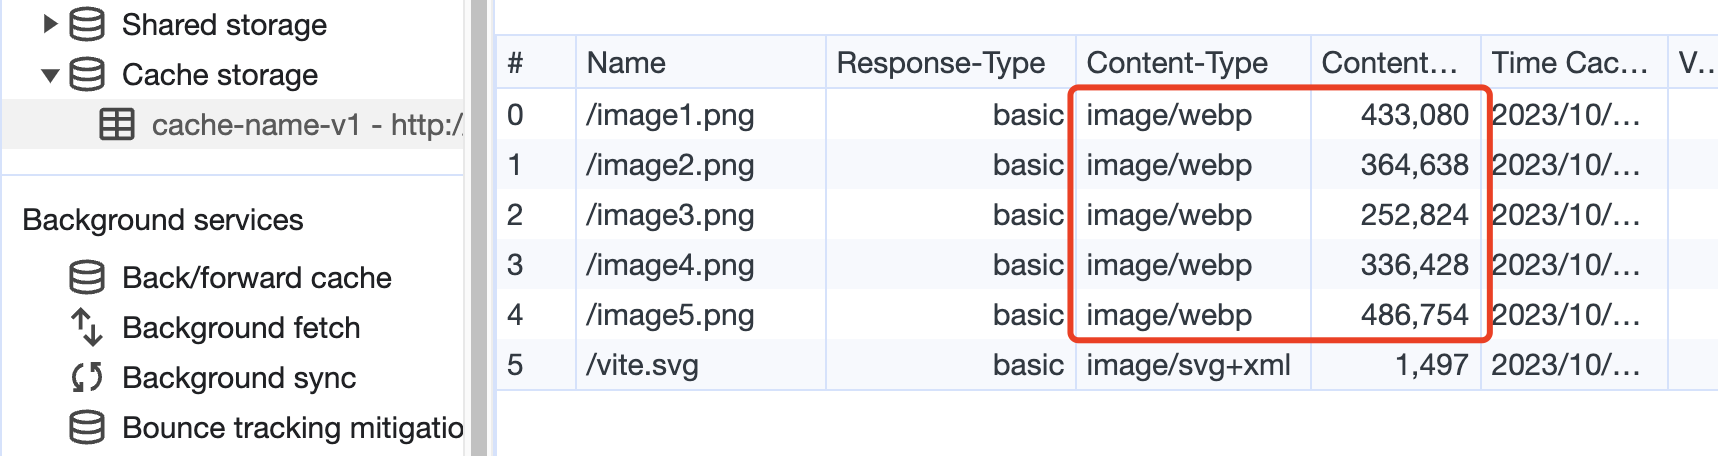 Shared storage
Cache storage
cache-name-v1 - http:/
Background services
Back/forward cache
Background fetch
Background sync
Bounce tracking mitigatio
# Name Response-Type Content-Type Content... Time Cac... V...
0 /image1.png basic image/webp 433,080 2023/10/...
1 /image2.png basic image/webp 364,638 2023/10/...
2 /image3.png basic image/webp 252,824 2023/10/...
3 /image4.png basic image/webp 336,428 2023/10/...
4 /image5.png basic image/webp 486,754 2023/10/...
5 /vite.svg basic image/svg+xml 1,497 2023/10/...